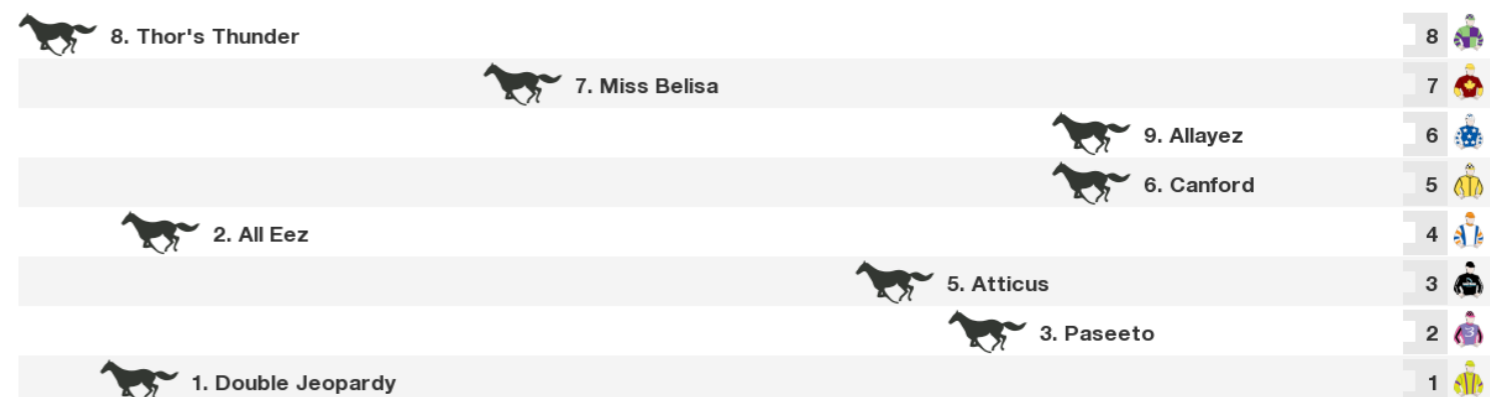 8. Thor's Thunder 8
7. Miss Belisa 7
9. Allayez 6
6. Canford 5
2. All Eez 4
5. Atticus 3
3. Paseeto 2
3
1. Double Jeopardy 1